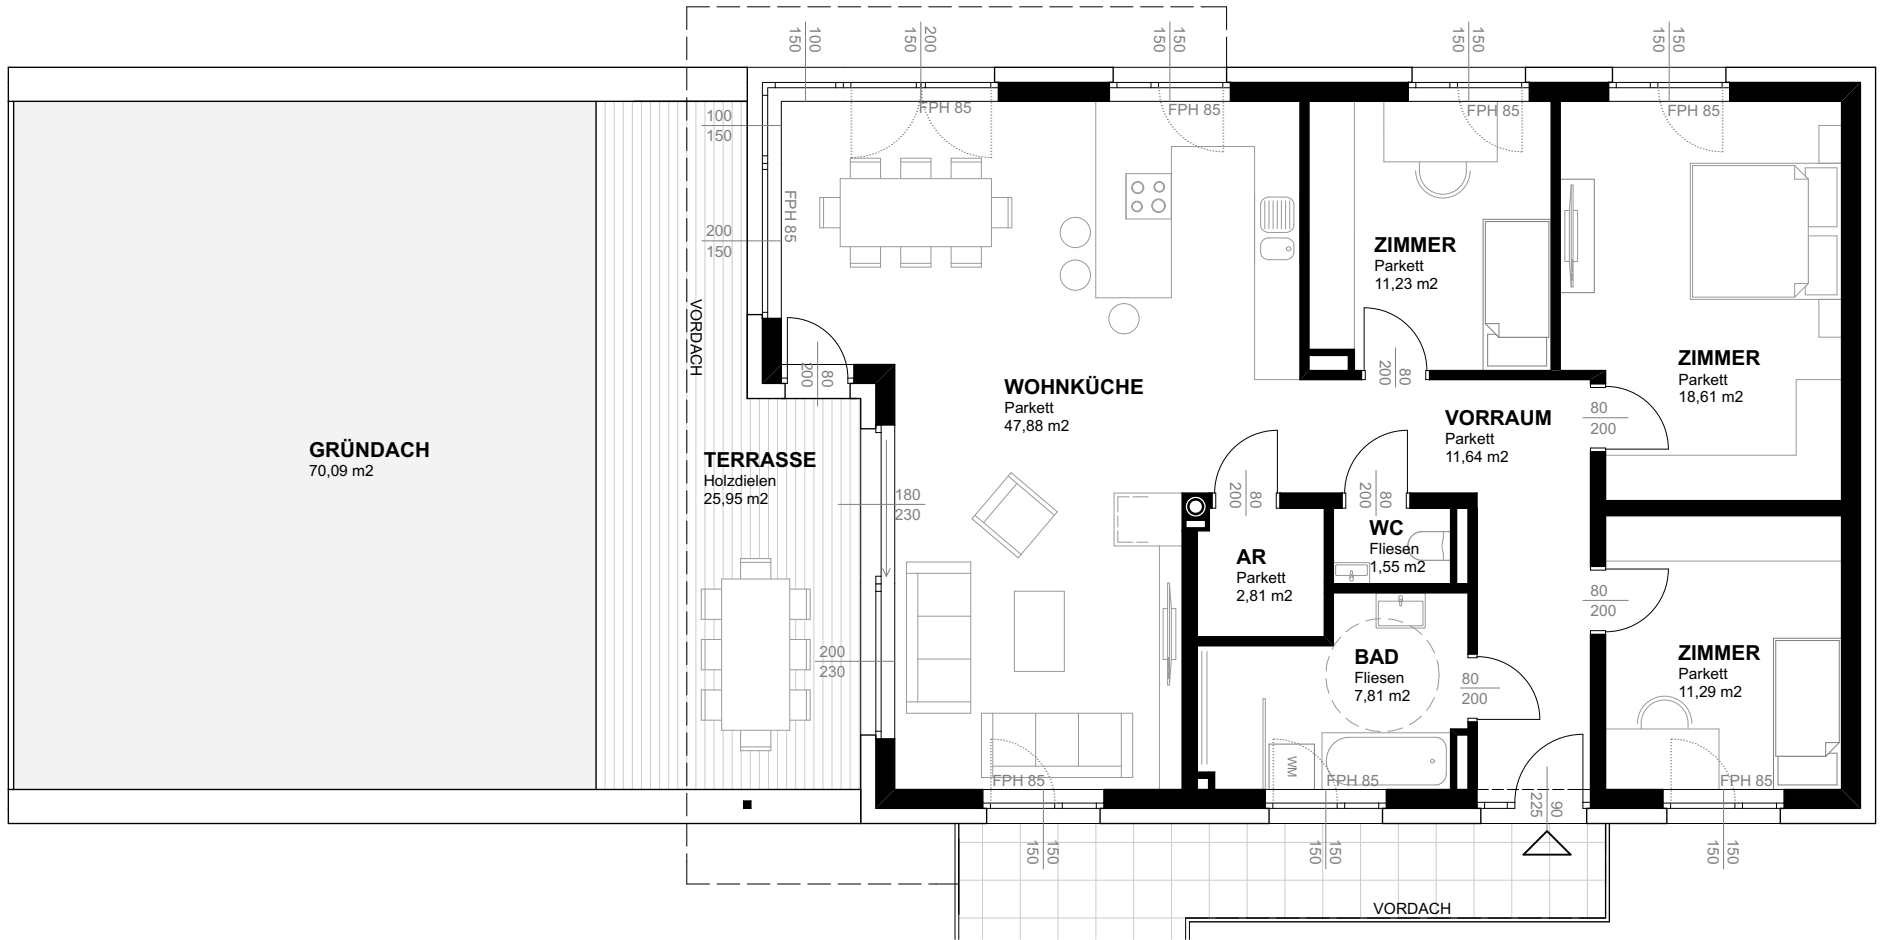 150 100
150 200
150 150
150 150
150 150
FPH 85
FPH 85
FPH 85
FPH 85
100
150
FPH 85
200
150
VORDACH
200 80
ZIMMER
Parkett
11,23 m2
200 80
ZIMMER
Parkett
18,61 m2
WOHNKÜCHE
Parkett
47,88 m2
VORRAUM
Parkett
11,64 m2
80
200
GRÜNDACH
70,09 m2
TERRASSE
Holzdielen
25,95 m2
180
230
200 80
200 80
AR
Parkett
2,81 m2
WC
Fliesen
1,55 m2
80
200
200
230
BAD
Fliesen
7,81 m2
80
200
ZIMMER
Parkett
11,29 m2
WM
FPH 85
FPH 85
FPH 85
225 90
150 150
150 150
150 150
VORDACH